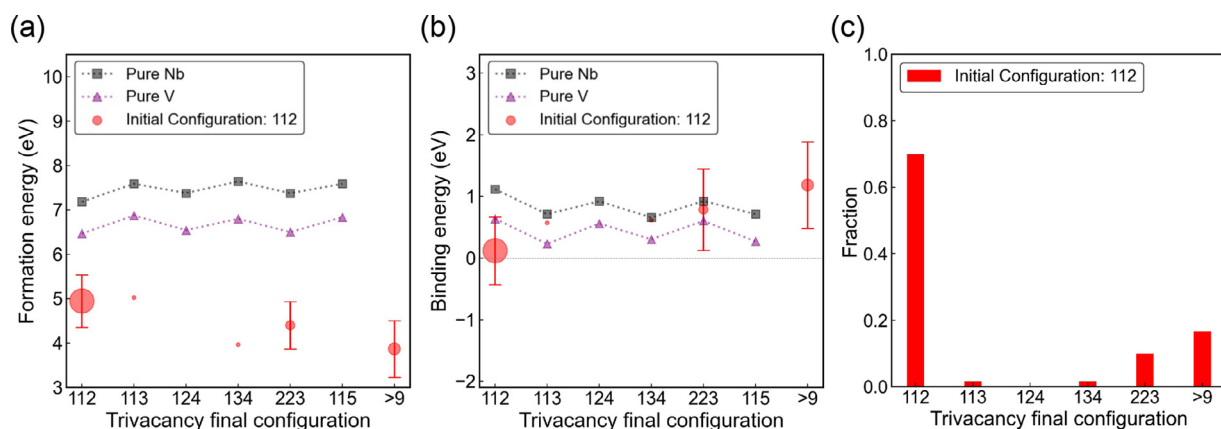 (a)
Formation energy (eV)
10
9
8
7
6
5
4
3
Pure Nb
Pure V
Initial Configuration: 112
112 113 124 134 223 115 >9
Trivacancy final configuration
(b)
Binding energy (eV)
3
2
1
0
−1
−2
Pure Nb
Pure V
Initial Configuration: 112
112 113 124 134 223 115 >9
Trivacancy final configuration
(c)
Fraction
1.0
0.8
0.6
0.4
0.2
0.0
Initial Configuration: 112
112 113 124 134 223 >9
Trivacancy final configuration